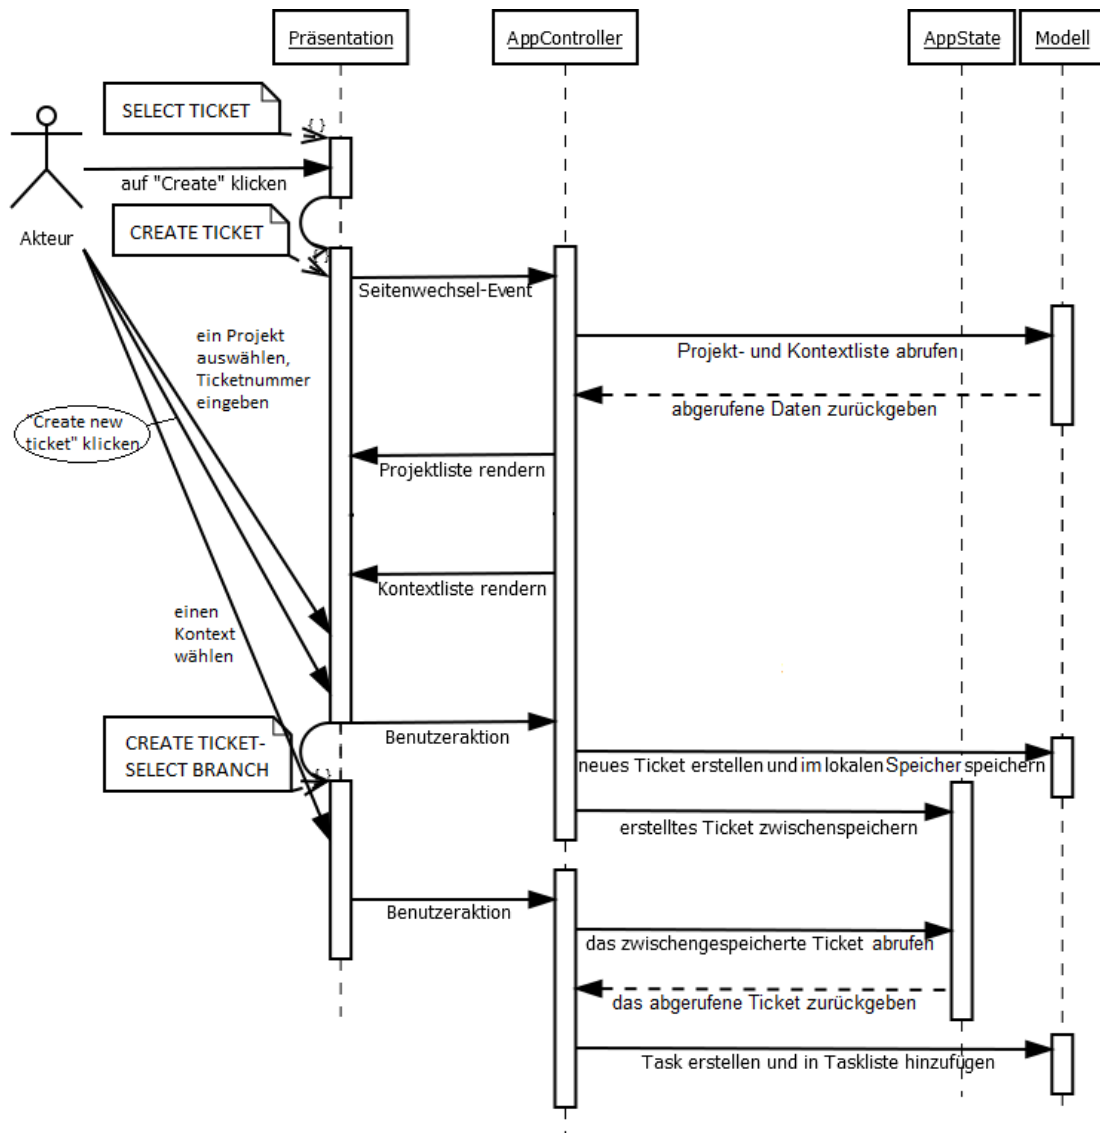 Präsentation
AppController
AppState
Modell
SELECT TICKET
{ }
auf "Create" klicken
CREATE TICKET
{ }
Akteur
Seitenwechsel-Event
ein Projekt
auswählen,
Ticketnummer
eingeben
Projekt- und Kontextliste abrufen
"Create new
ticket" klicken
abgerufene Daten zurückgeben
Projektliste rendern
Kontextliste rendern
einen
Kontext
wählen
CREATE TICKET-
SELECT BRANCH
{ }
Benutzeraktion
neues Ticket erstellen und im lokalen Speicher speichern
erstelltes Ticket zwischenspeichern
Benutzeraktion
das zwischengespeicherte Ticket abrufen
das abgerufene Ticket zurückgeben
Task erstellen und in Taskliste hinzufügen